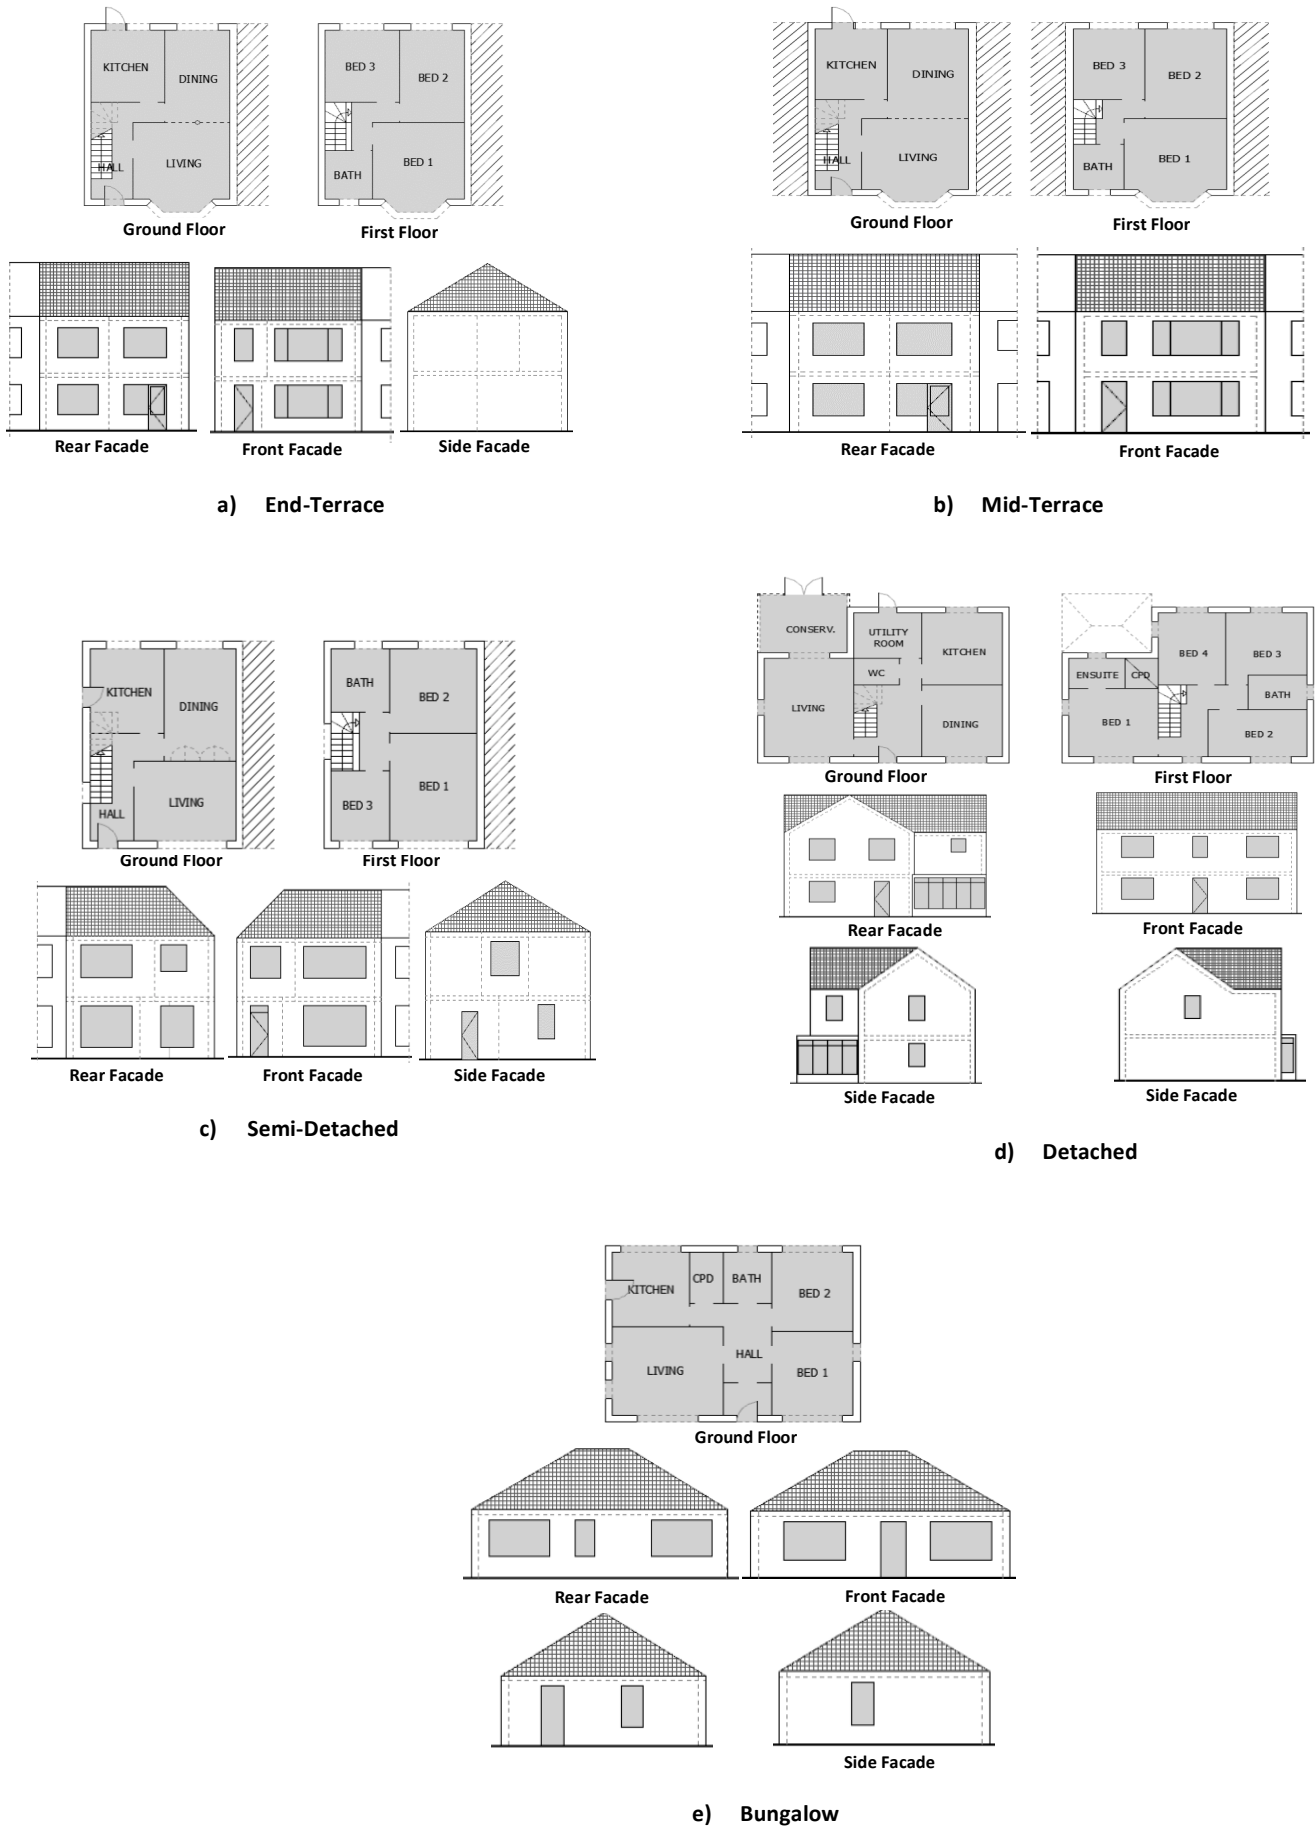 KITCHEN
DINING
HALL
LIVING
Ground Floor
BED 3
BED 2
BATH
BED 1
First Floor
Rear Facade
Front Facade
Side Facade
a) End-Terrace
KITCHEN
DINING
HALL
LIVING
Ground Floor
BED 3
BED 2
BATH
BED 1
First Floor
Rear Facade
Front Facade
b) Mid-Terrace
KITCHEN
DINING
HALL
LIVING
Ground Floor
BATH
BED 2
BED 3
BED 1
First Floor
Rear Facade
Front Facade
Side Facade
c) Semi-Detached
CONSERV.
UTILITY
ROOM
KITCHEN
WC
LIVING
DINING
Ground Floor
BED 4
BED 3
ENSUITE
CPD
BATH
BED 1
BED 2
First Floor
Rear Facade
Front Facade
Side Facade
Side Facade
d) Detached
KITCHEN
CPD
BATH
BED 2
HALL
LIVING
BED 1
Ground Floor
Rear Facade
Front Facade
Side Facade
e) Bungalow